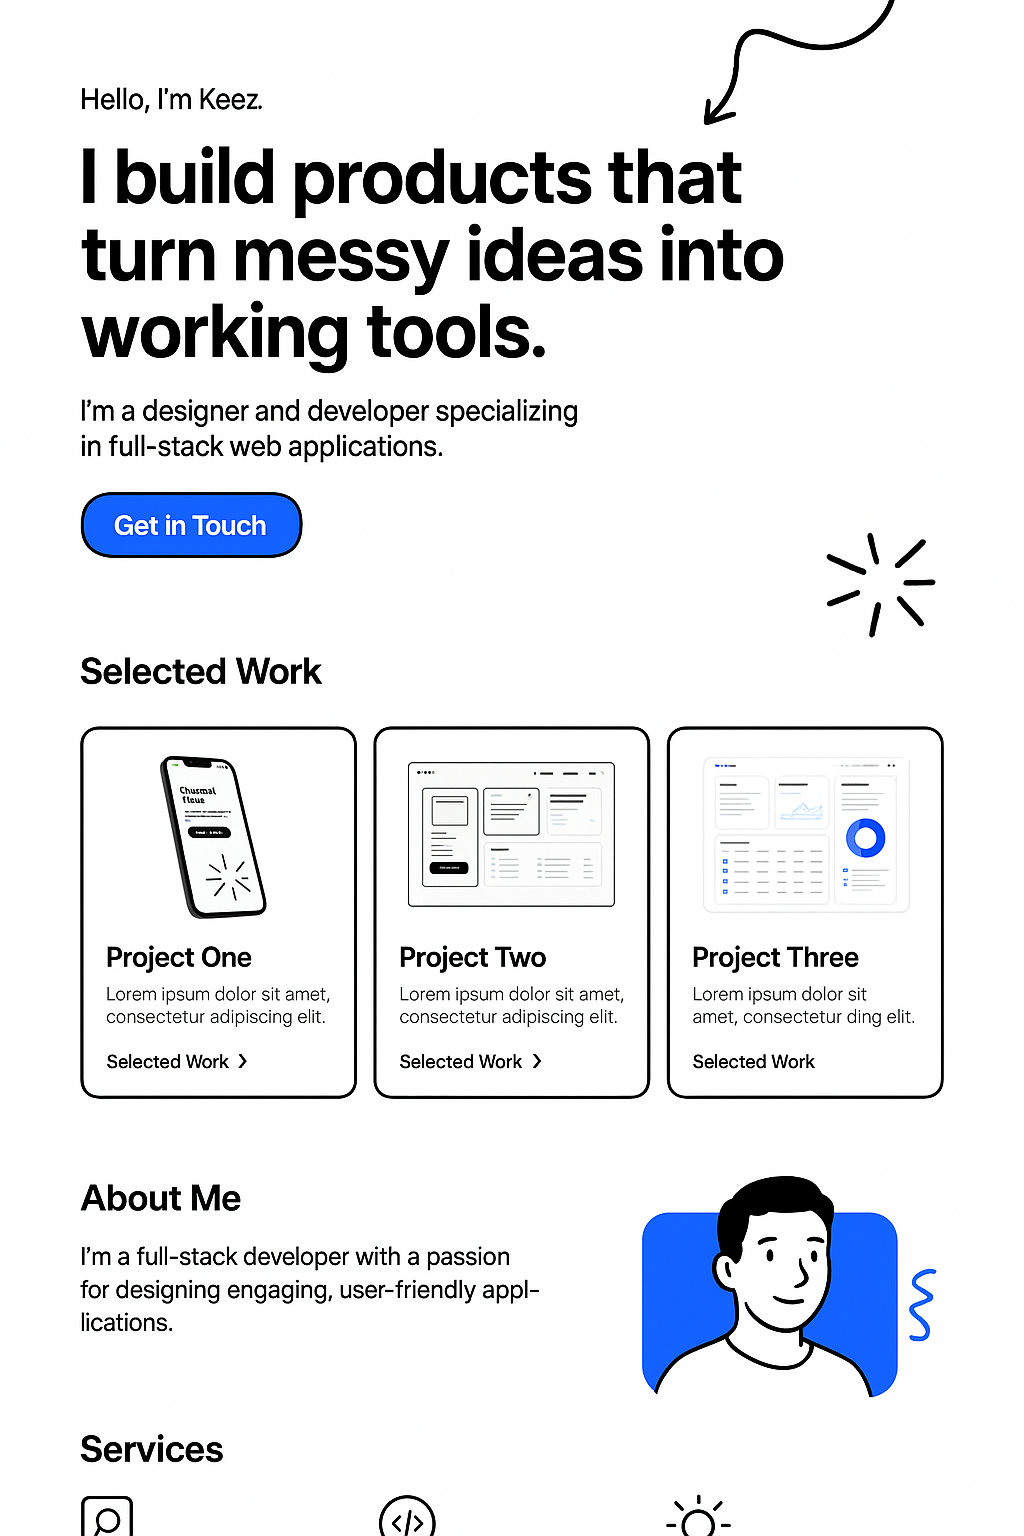 Hello, I'm Keez.
I build products that
turn messy ideas into
working tools.
I'm a designer and developer specializing
in full-stack web applications.
Get in Touch
Selected Work
Project One
Lorem ipsum dolor sit amet,
consectetur adipiscing elit.
Selected Work
Project Two
Lorem ipsum dolor sit amet,
consectetur adipiscing elit.
Selected Work
Project Three
Lorem ipsum dolor sit
amet, consectetur ding elit.
Selected Work
About Me
I'm a full-stack developer with a passion
for designing engaging, user-friendly appl-
lications.
Services